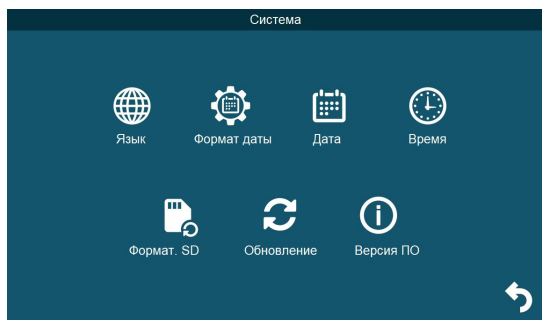 Система
Язык
Формат даты
Дата
Время
Формат. SD
Обновление
Версия ПО